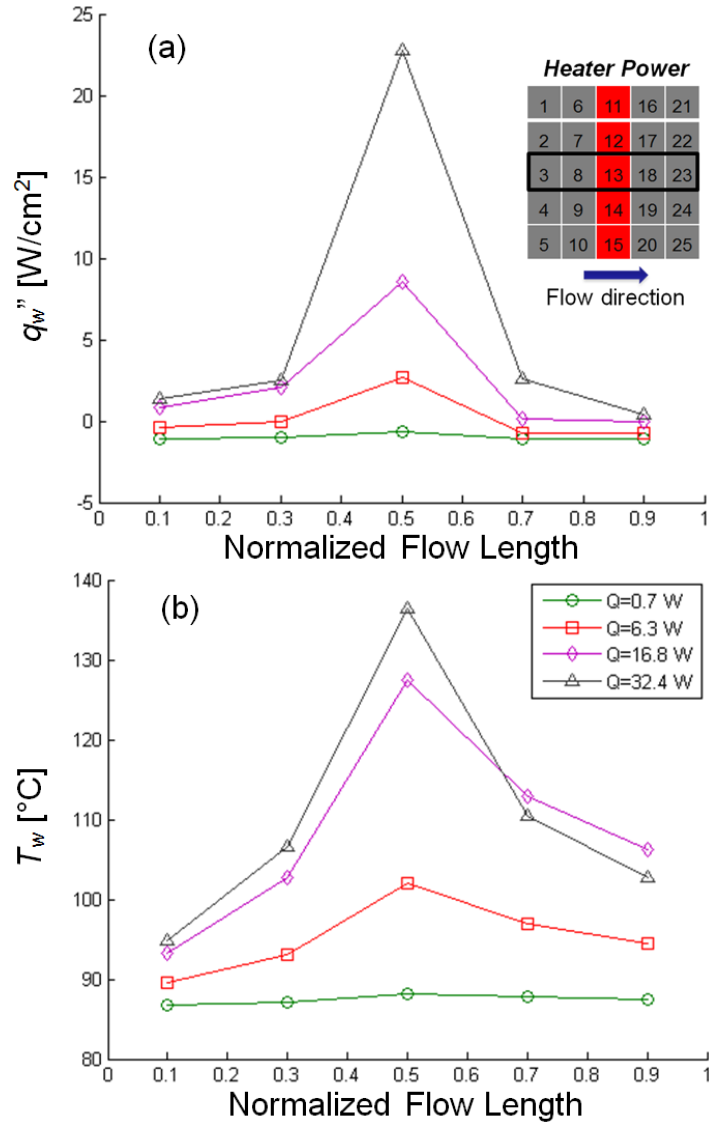 (a)
25
20
15
10
5
0
-5
q_w" [W/cm²]
0 0.1 0.2 0.3 0.4 0.5 0.6 0.7 0.8 0.9 1
Normalized Flow Length
Heater Power
1 6 11 16 21
2 7 12 17 22
3 8 13 18 23
4 9 14 19 24
5 10 15 20 25
Flow direction
(b)
140
130
120
110
100
90
80
T_w [°C]
0 0.1 0.2 0.3 0.4 0.5 0.6 0.7 0.8 0.9 1
Normalized Flow Length
Q=0.7 W
Q=6.3 W
Q=16.8 W
Q=32.4 W